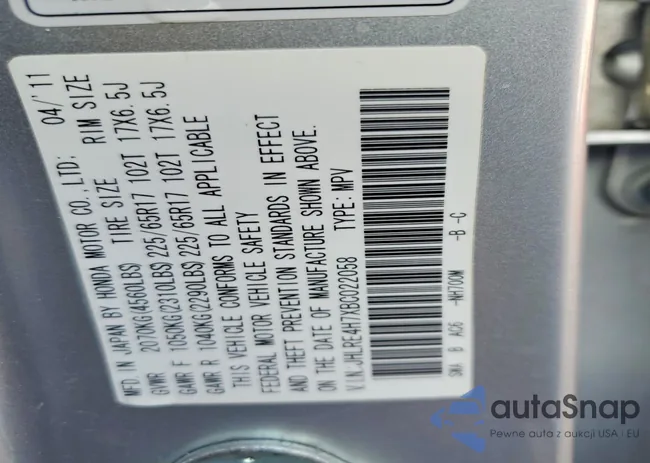 MFD. IN JAPAN BY HONDA MOTOR CO., LTD: 04/'11
GVWR 2070KG(4560LBS) TIRE SIZE RIM SIZE
GAWR F 1050KG(2310LBS) 225/65R17 102T 17X6.5J
GAWR R 1040KG(2290LBS) 225/65R17 102T 17X6.5J
THIS VEHICLE CONFORMS TO ALL APPLICABLE
FEDERAL MOTOR VEHICLE SAFETY
AND THEFT PREVENTION STANDARDS IN EFFECT
ON THE DATE OF MANUFACTURE SHOWN ABOVE.
V.I.N.:JHLRE4H7XBC022058 TYPE: MPV
SKA B AC6 -NH700M -B -C
autaSnap
Pewne auta z aukcji USA i EU